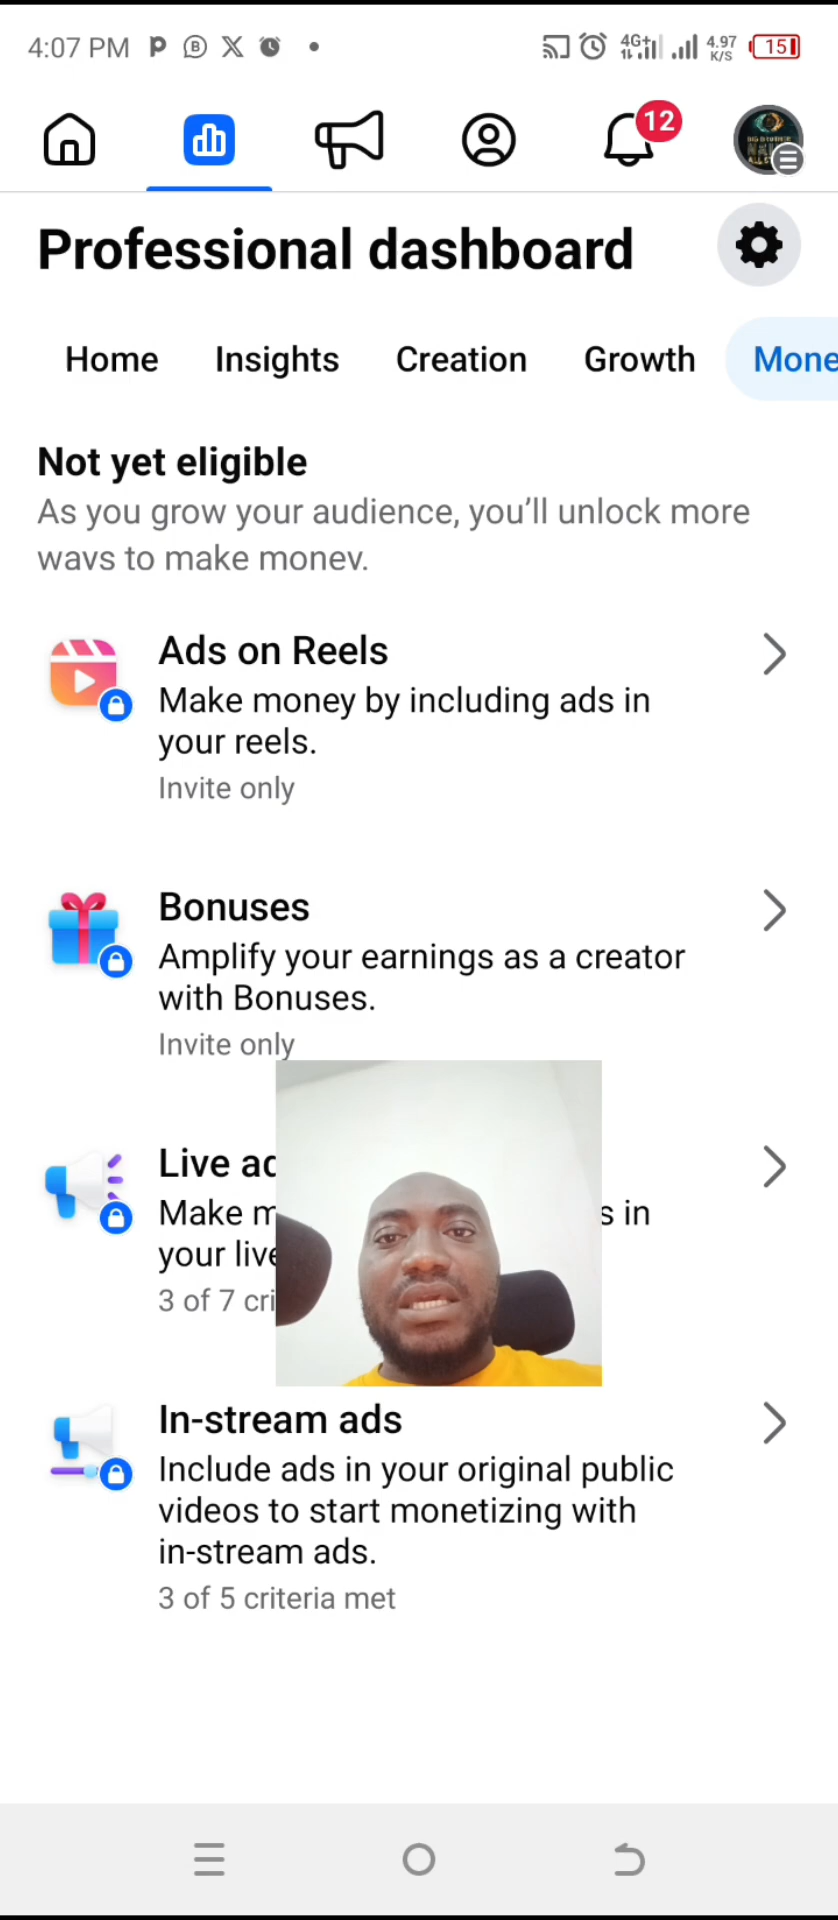 4:07 PM
4G+
4.97
K/S
15
12
Professional dashboard
Home Insights Creation Growth Mone
Not yet eligible
As you grow your audience, you'll unlock more
ways to make money.
Ads on Reels
Make money by including ads in
your reels.
Invite only
Bonuses
Amplify your earnings as a creator
with Bonuses.
Invite only
Live
Make s in
your
3 of 7
In-stream ads
Include ads in your original public
videos to start monetizing with
in-stream ads.
3 of 5 criteria met